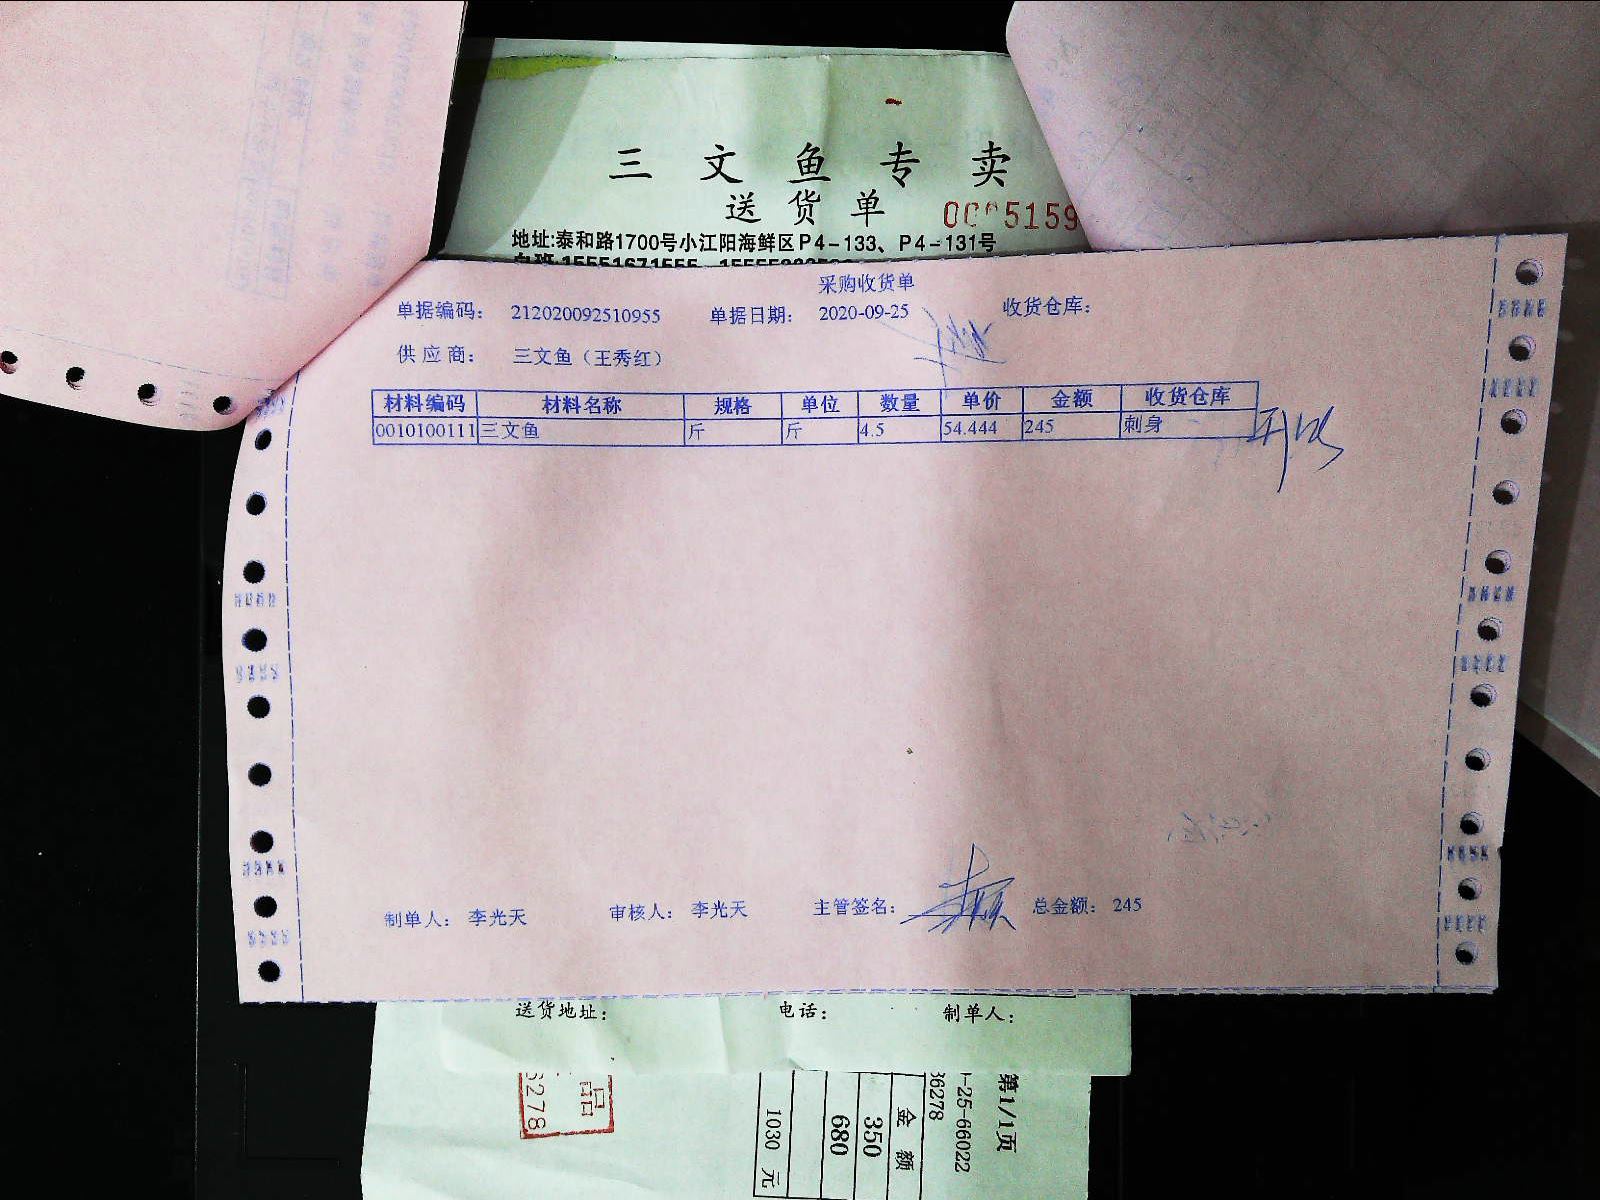 三文鱼专卖
送货单
地址:泰和路1700号小江阳海鲜区P4-133、P4-131号
采购收货单
单据编码: 212020092510955 单据日期: 2020-09-25 收货仓库:
供应商: 三文鱼（王秀红）
材料编码 材料名称 规格 单位 数量 单价 金额 收货仓库
0010100111 三文鱼 斤 斤 4.5 54.444 245 刺身
制单人: 李光天 审核人: 李光天 主管签名: 总金额: 245
送货地址: 电话: 制单人:
第1/1页
-25-66022
36278
金额
350
680
1030 元
品
6278